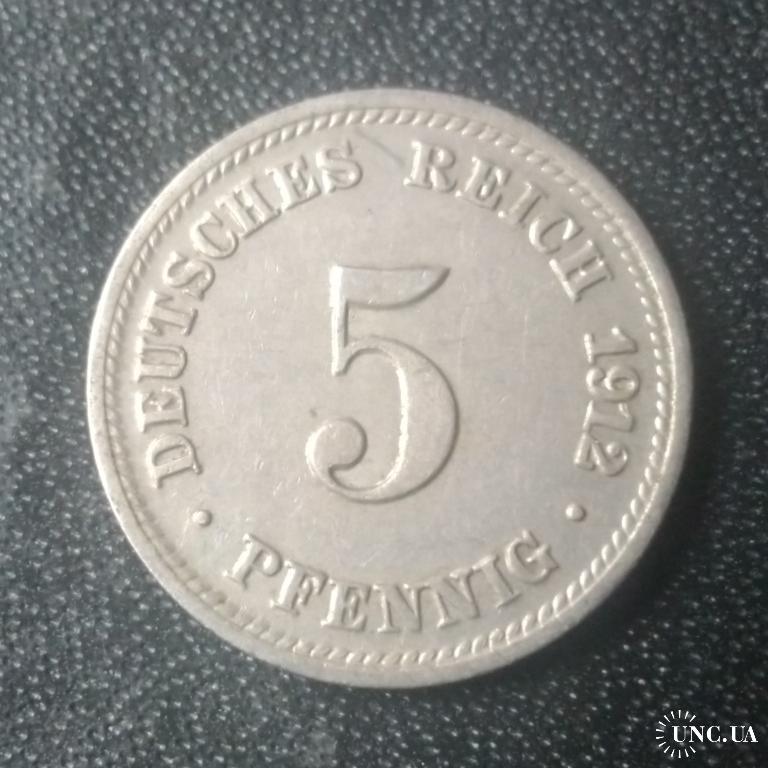 DEUTSCHES REICH 1912
5
· PFENNIG ·
UNC.UA